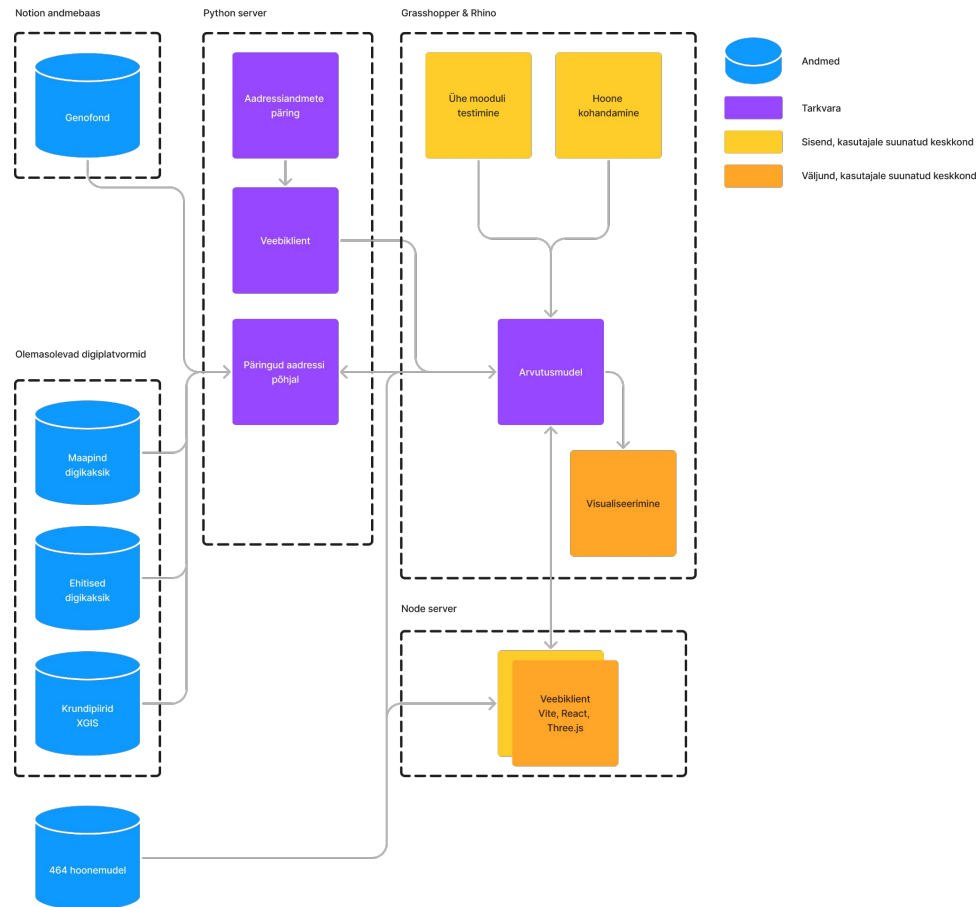 Notion andmebaas
Genofond
Python server
Aadressiandmete
päring
Veebiklient
Päringud aadressi
põhjal
Grasshopper & Rhino
Ühe mooduli
testimine
Hoone
kohandamine
Arvutusmudel
Visualiseerimine
Andmed
Tarkvara
Sisend, kasutajale suunatud keskkond
Väljund, kasutajale suunatud keskkond
Olemasolevad digiplatvormid
Maapind
digikaksik
Ehitised
digikaksik
Krundipiirid
XGIS
464 hoonemudel
Node server
Veebiklient
Vite, React,
Three.js